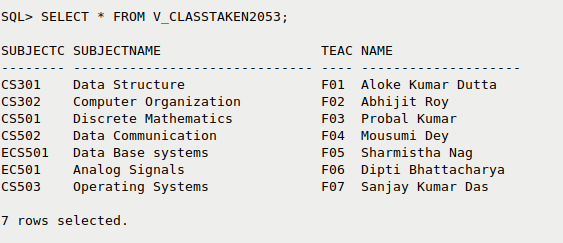 SQL> SELECT * FROM V_CLASSTAKEN2053;
SUBJECTC SUBJECTNAME                    TEAC NAME
-------- ------------------------------ ---- --------------------
CS301    Data Structure                 F01  Aloke Kumar Dutta
CS302    Computer Organization          F02  Abhijit Roy
CS501    Discrete Mathematics           F03  Probal Kumar
CS502    Data Communication             F04  Mousumi Dey
ECS501   Data Base systems              F05  Sharmistha Nag
EC501    Analog Signals                 F06  Dipti Bhattacharya
CS503    Operating Systems              F07  Sanjay Kumar Das
7 rows selected.